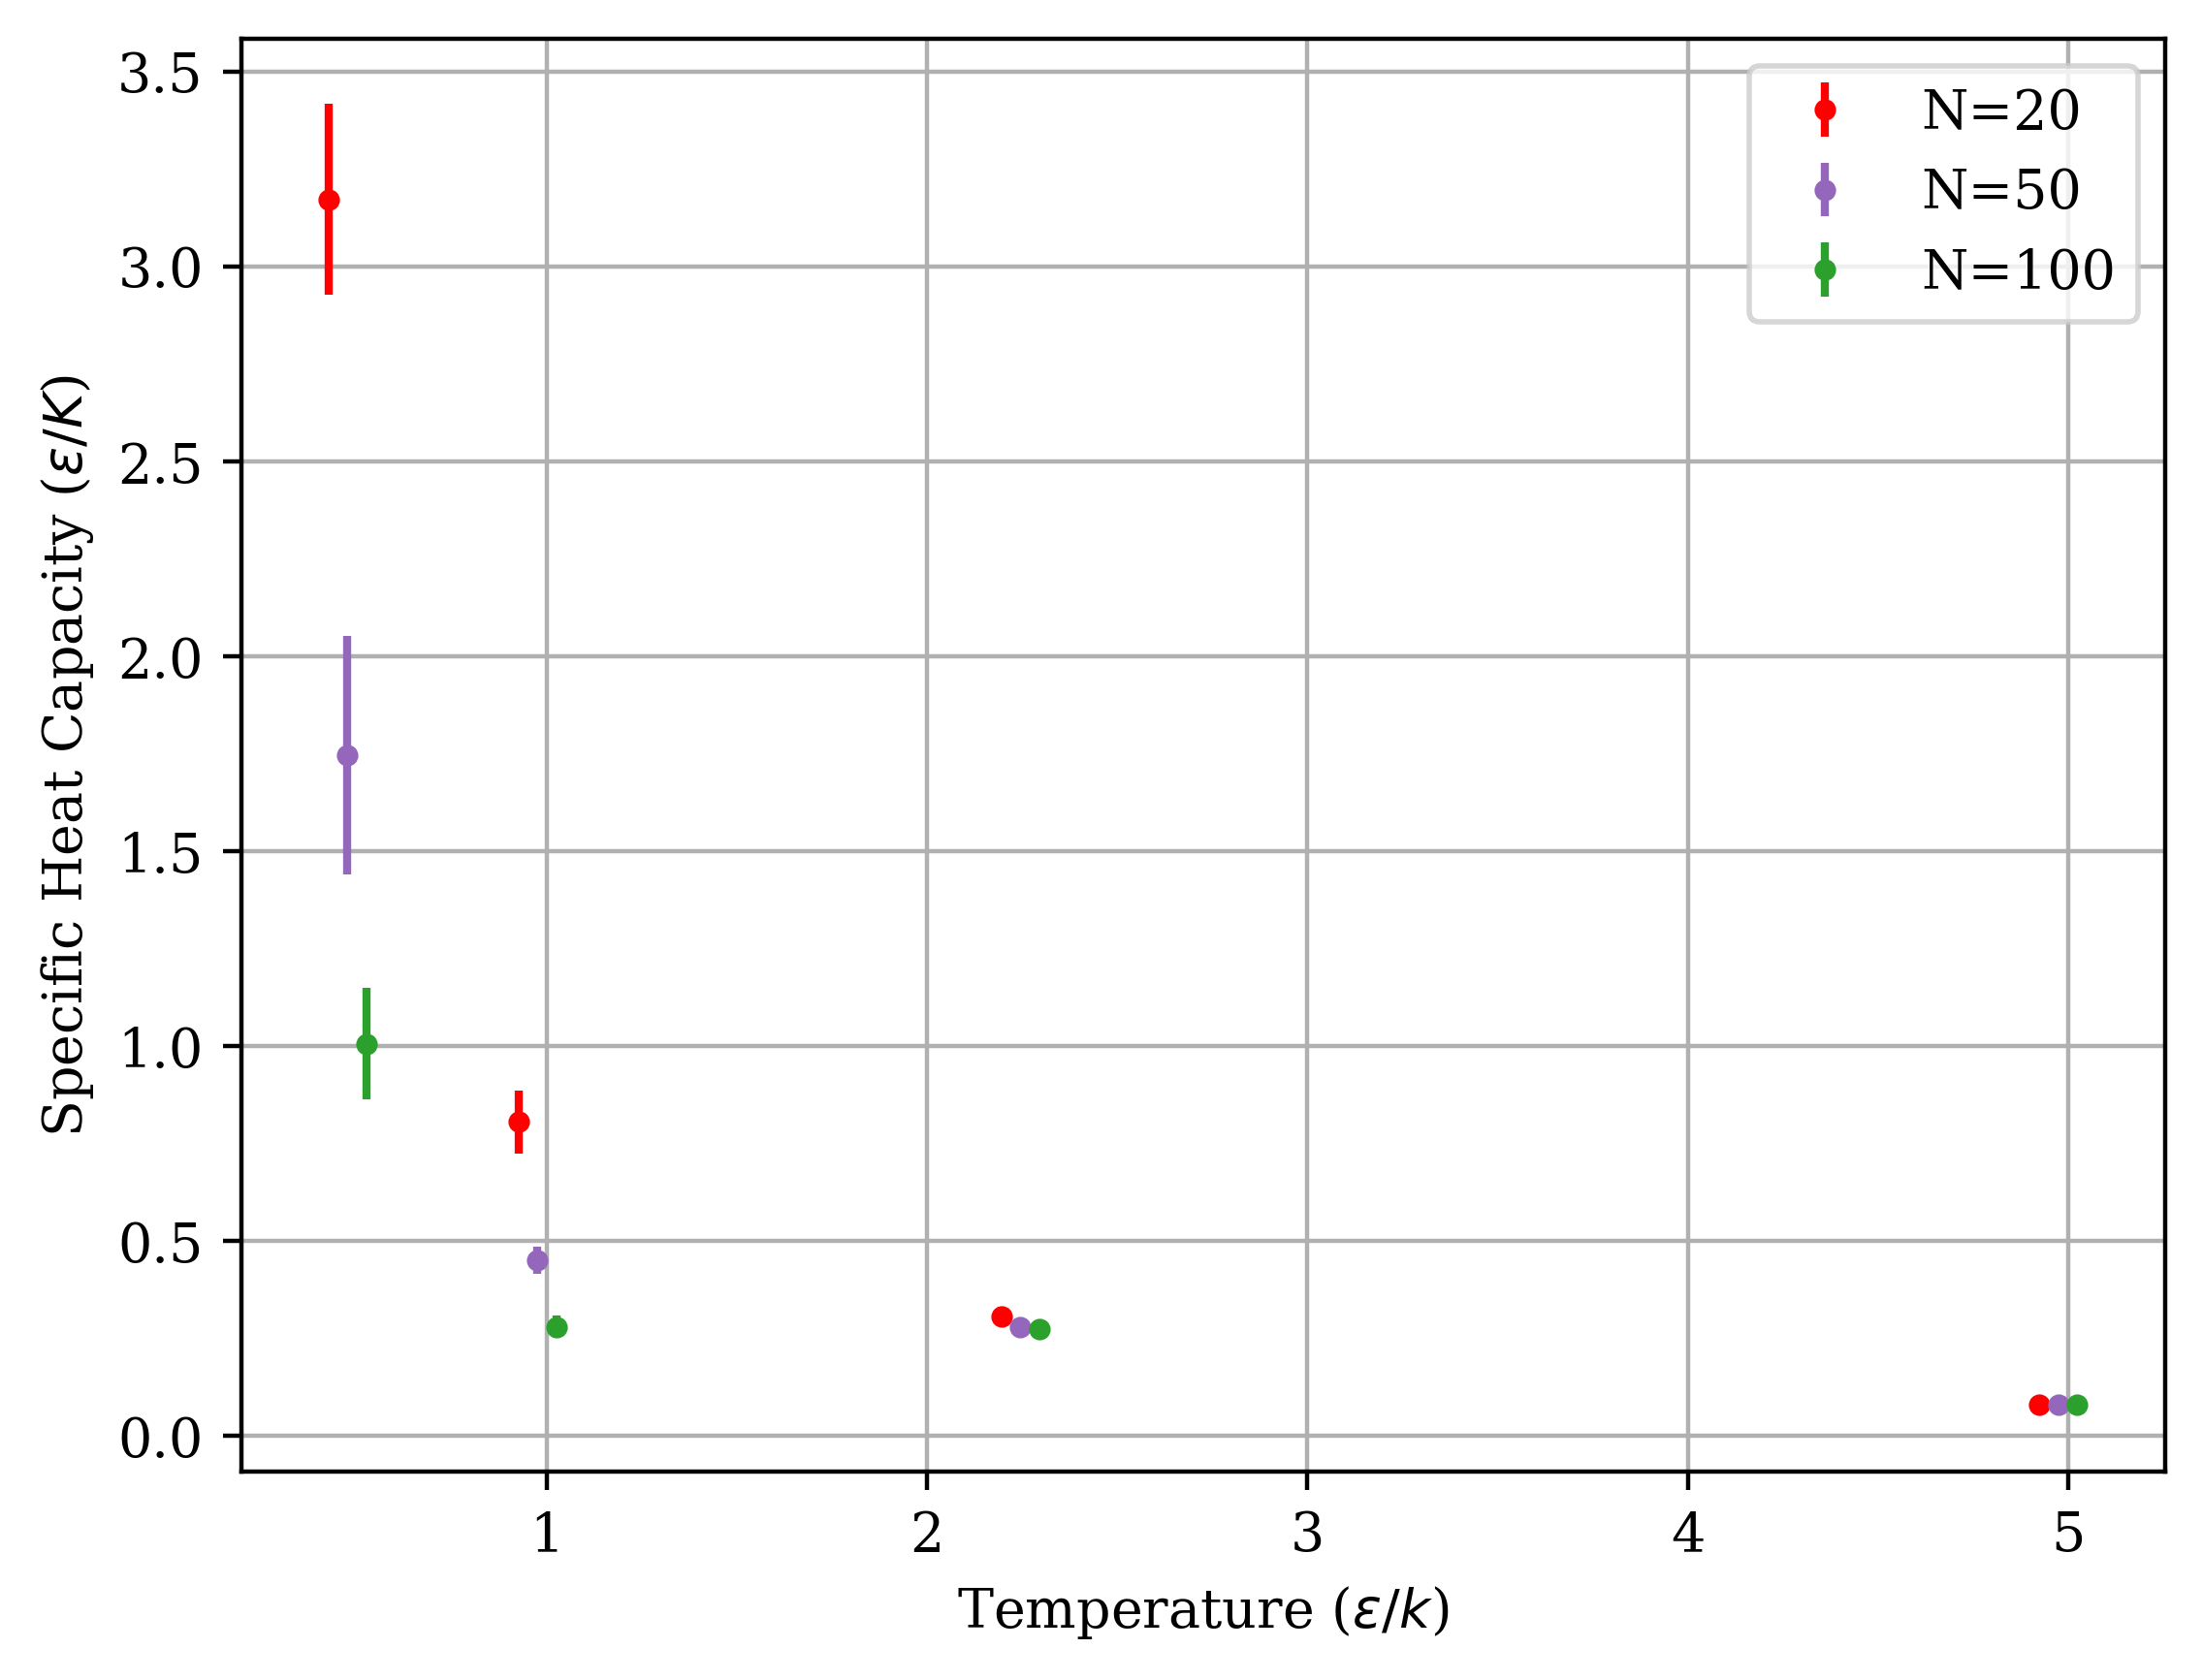 3.5
3.0
2.5
2.0
1.5
1.0
0.5
0.0
Specific Heat Capacity (ε/K)
N=20
N=50
N=100
1 2 3 4 5
Temperature (ε/k)